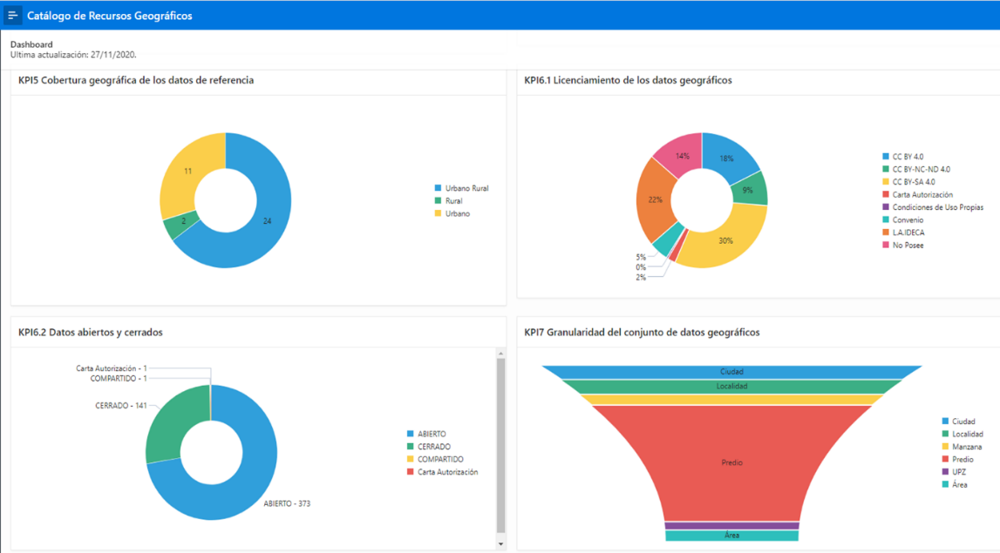 Catálogo de Recursos Geográficos
Dashboard
Ultima actualización: 27/11/2020.
KPI5 Cobertura geográfica de los datos de referencia
11
2
24
Urbano Rural
Rural
Urbano
KPI6.1 Licenciamiento de los datos geográficos
14%
18%
9%
22%
30%
5%
0%
2%
CC BY 4.0
CC BY-NC-ND 4.0
CC BY-SA 4.0
Carta Autorización
Condiciones de Uso Propias
Convenio
L.A.IDECA
No Posee
KPI6.2 Datos abiertos y cerrados
Carta Autorización - 1
COMPARTIDO - 1
CERRADO - 141
ABIERTO - 373
ABIERTO
CERRADO
COMPARTIDO
Carta Autorización
KPI7 Granularidad del conjunto de datos geográficos
Ciudad
Localidad
Predio
Área
Ciudad
Localidad
Manzana
Predio
UPZ
Área